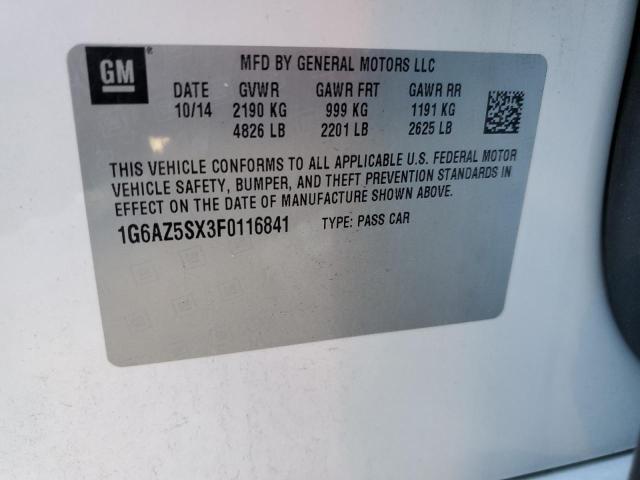 GM
MFD BY GENERAL MOTORS LLC
DATE GVWR GAWR FRT GAWR RR
10/14 2190 KG 999 KG 1191 KG
4826 LB 2201 LB 2625 LB
THIS VEHICLE CONFORMS TO ALL APPLICABLE U.S. FEDERAL MOTOR
VEHICLE SAFETY, BUMPER, AND THEFT PREVENTION STANDARDS IN
EFFECT ON THE DATE OF MANUFACTURE SHOWN ABOVE.
1G6AZ5SX3F0116841 TYPE: PASS CAR